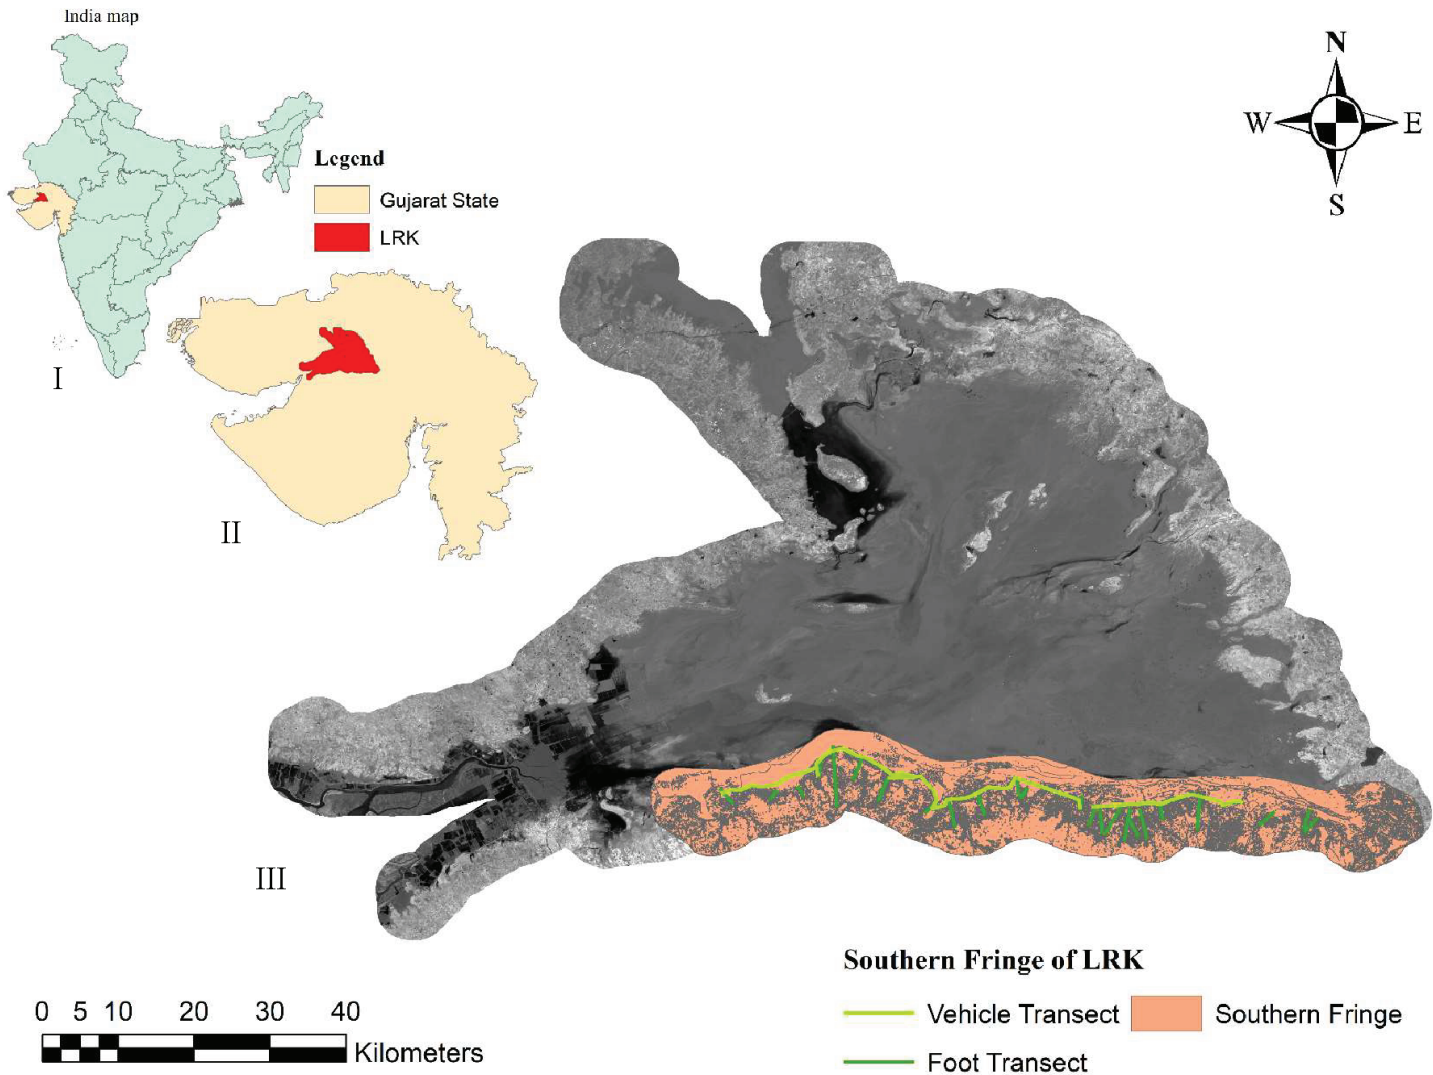 India map
N
W E
S
Legend
Gujarat State
LRK
I
II
III
Southern Fringe of LRK
Vehicle Transect Southern Fringe
Foot Transect
0 5 10 20 30 40
Kilometers